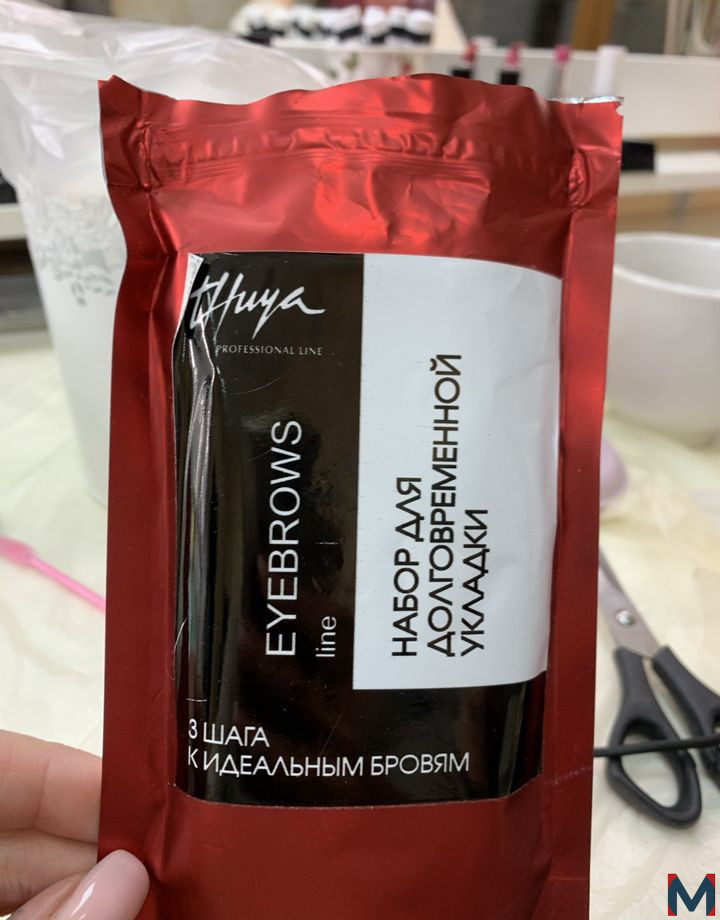 Thuya
PROFESSIONAL LINE
EYEBROWS
line
НАБОР ДЛЯ
ДОЛГОВРЕМЕННОЙ
УКЛАДКИ
3 ШАГА
К ИДЕАЛЬНЫМ БРОВЯМ
M